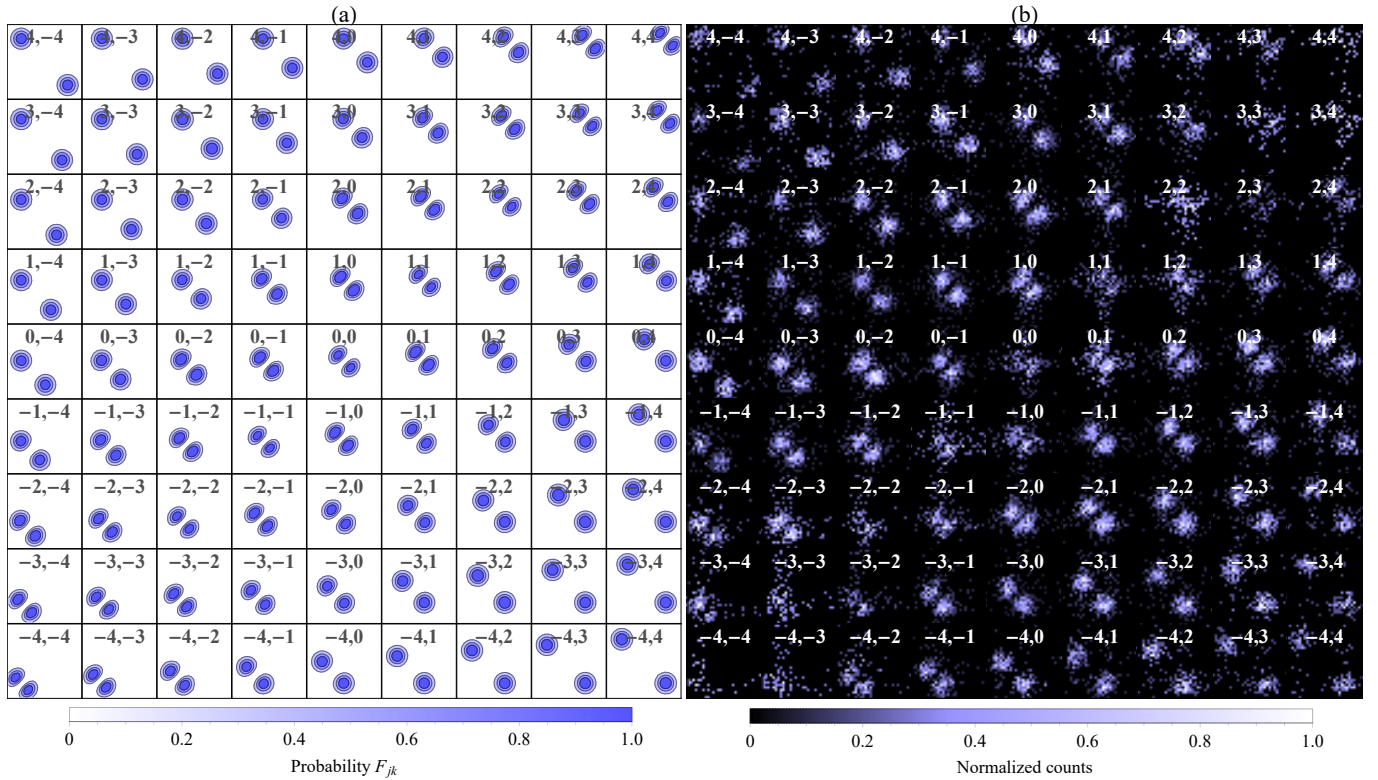 (a) (b)
4,−4 4,−3 4,−2 4,−1 4,0 4,1 4,2 4,3 4,4 4,−4 4,−3 4,−2 4,−1 4,0 4,1 4,2 4,3 4,4
3,−4 3,−3 3,−2 3,−1 3,0 3,1 3,2 3,3 3,4 3,−4 3,−3 3,−2 3,−1 3,0 3,1 3,2 3,3 3,4
2,−4 2,−3 2,−2 2,−1 2,0 2,1 2,2 2,3 2,4 2,−4 2,−3 2,−2 2,−1 2,0 2,1 2,2 2,3 2,4
1,−4 1,−3 1,−2 1,−1 1,0 1,1 1,2 1,3 1,4 1,−4 1,−3 1,−2 1,−1 1,0 1,1 1,2 1,3 1,4
0,−4 0,−3 0,−2 0,−1 0,0 0,1 0,2 0,3 0,4 0,−4 0,−3 0,−2 0,−1 0,0 0,1 0,2 0,3 0,4
−1,−4 −1,−3 −1,−2 −1,−1 −1,0 −1,1 −1,2 −1,3 −1,4 −1,−4 −1,−3 −1,−2 −1,−1 −1,0 −1,1 −1,2 −1,3 −1,4
−2,−4 −2,−3 −2,−2 −2,−1 −2,0 −2,1 −2,2 −2,3 −2,4 −2,−4 −2,−3 −2,−2 −2,−1 −2,0 −2,1 −2,2 −2,3 −2,4
−3,−4 −3,−3 −3,−2 −3,−1 −3,0 −3,1 −3,2 −3,3 −3,4 −3,−4 −3,−3 −3,−2 −3,−1 −3,0 −3,1 −3,2 −3,3 −3,4
−4,−4 −4,−3 −4,−2 −4,−1 −4,0 −4,1 −4,2 −4,3 −4,4 −4,−4 −4,−3 −4,−2 −4,−1 −4,0 −4,1 −4,2 −4,3 −4,4
0 0.2 0.4 0.6 0.8 1.0 0 0.2 0.4 0.6 0.8 1.0
Probability F_jk Normalized counts